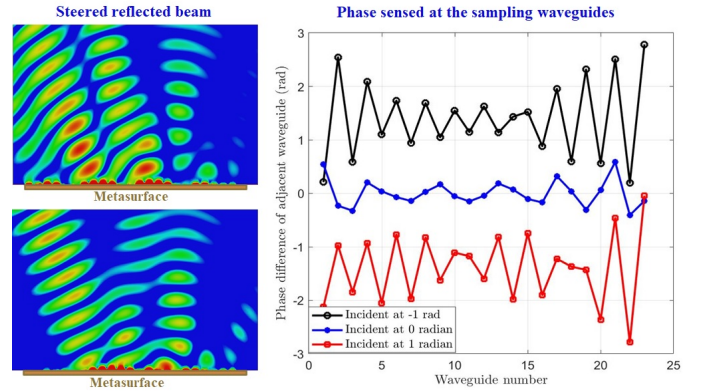 Steered reflected beam
Metasurface
Metasurface
Phase sensed at the sampling waveguides
Phase difference of adjacent waveguide (rad)
3
2
1
0
-1
-2
-3
Incident at -1 rad
Incident at 0 radian
Incident at 1 radian
0
5
10
15
20
25
Waveguide number